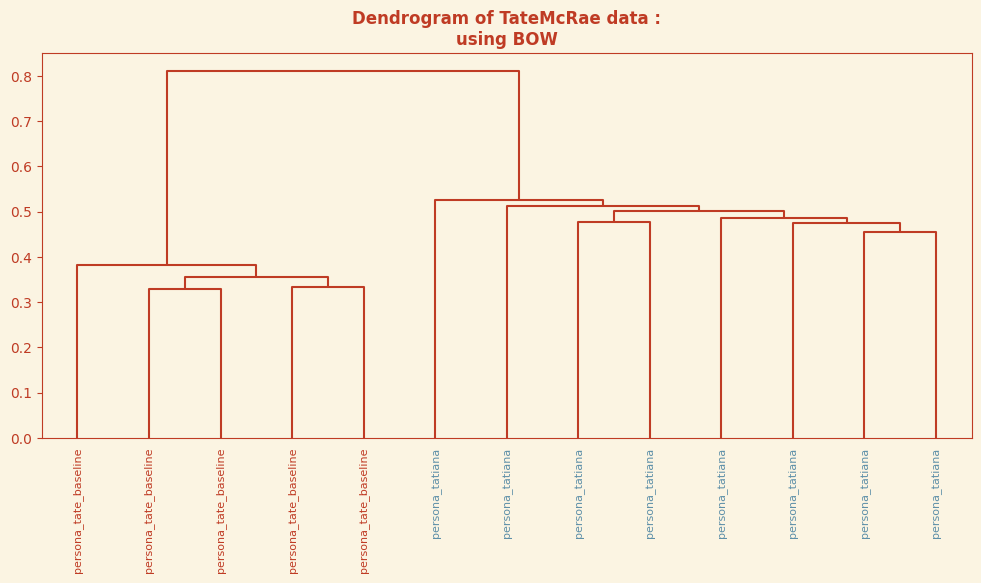 Dendrogram of TateMcRae data :
using BOW
0.8
0.7
0.6
0.5
0.4
0.3
0.2
0.1
0.0
persona_tate_baseline
persona_tate_baseline
persona_tate_baseline
persona_tate_baseline
persona_tate_baseline
persona_tatiana
persona_tatiana
persona_tatiana
persona_tatiana
persona_tatiana
persona_tatiana
persona_tatiana
persona_tatiana